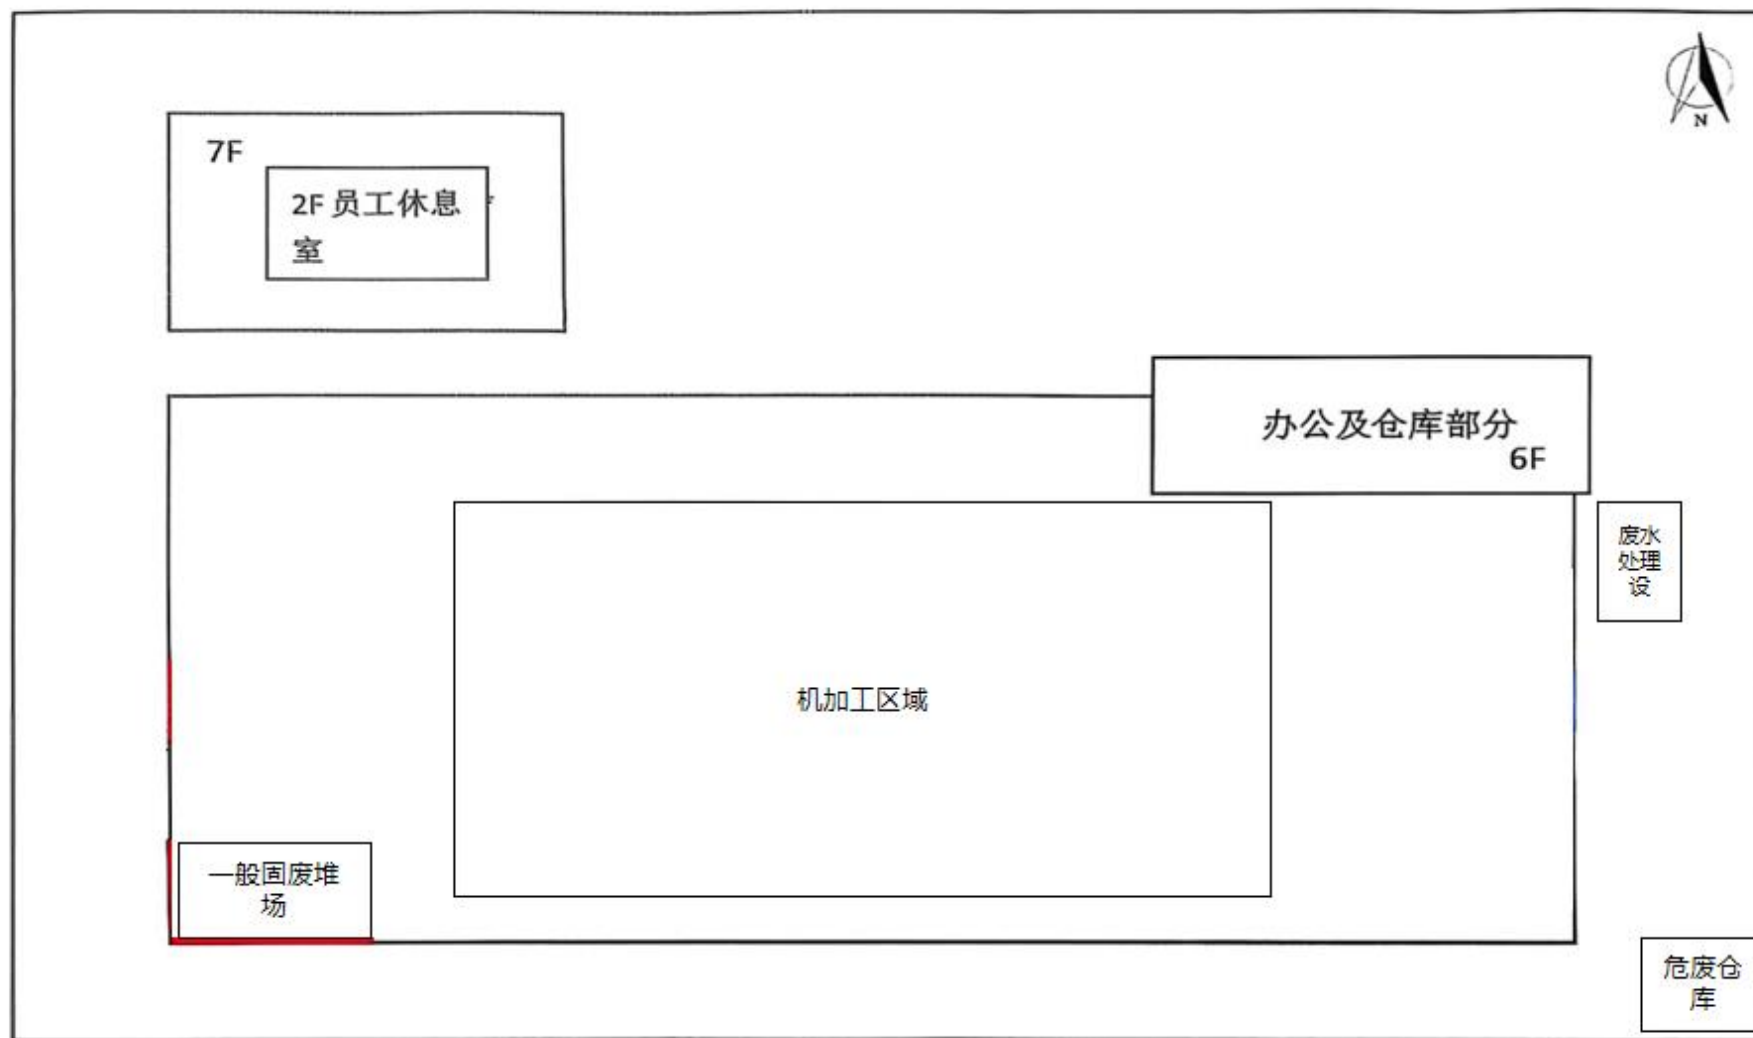 N
7F
2F 员工休息
室
办公及仓库部分
6F
废水
处理
设
机加工区域
一般固废堆
场
危废仓
库